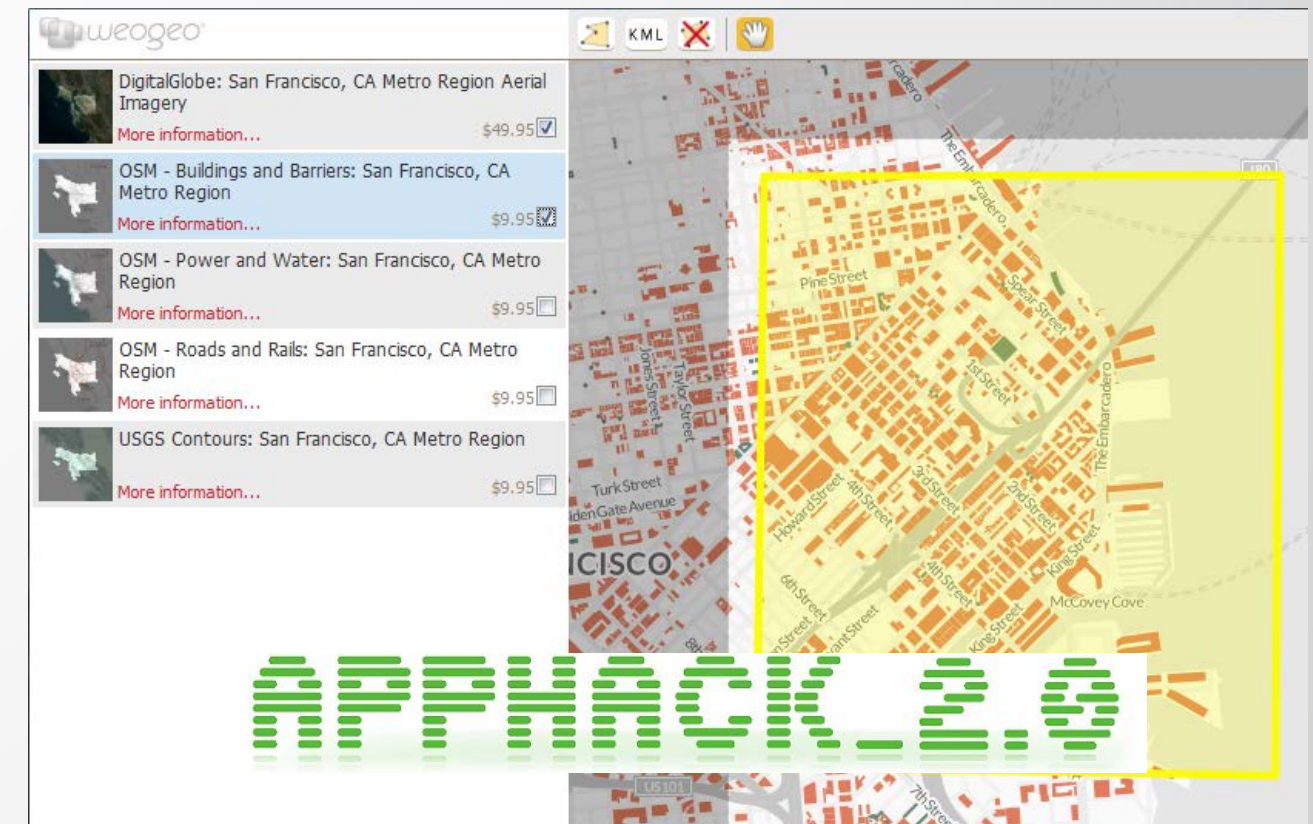 weogeo
KML
DigitalGlobe: San Francisco, CA Metro Region Aerial
Imagery
More information...
$49.95
OSM - Buildings and Barriers: San Francisco, CA
Metro Region
More information...
$9.95
OSM - Power and Water: San Francisco, CA Metro
Region
More information...
$9.95
OSM - Roads and Rails: San Francisco, CA Metro
Region
More information...
$9.95
USGS Contours: San Francisco, CA Metro Region
More information...
$9.95
The Embarcadero
Pine Street
Spear Street
1st Street
Jones Street
Taylor Street
The Embarcadero
Turk Street
den Gate Avenue
Howard Street
4th Street
3rd Street
2nd Street
King Street
NCISCO
6th Street
4th Street
McCovey Cove
King Street
APPHACK_2.0
US 101